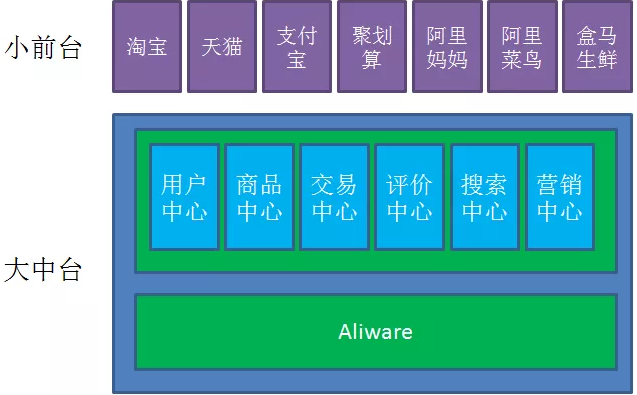 小前台
淘宝
天猫
支付
宝
聚划
算
阿里
妈妈
阿里
菜鸟
盒马
生鲜
大中台
用户
中心
商品
中心
交易
中心
评价
中心
搜索
中心
营销
中心
Aliware